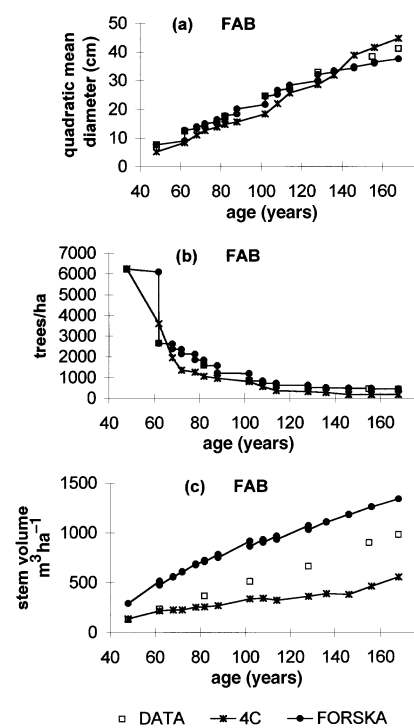 (a) FAB
quadratic mean
diameter (cm)
50
40
30
20
10
0
40 60 80 100 120 140 160
age (years)
(b) FAB
trees/ha
7000
6000
5000
4000
3000
2000
1000
0
40 60 80 100 120 140 160
age (years)
(c) FAB
stem volume
m³ha⁻¹
1500
1000
500
0
40 60 80 100 120 140 160
age (years)
DATA 4C FORSKA